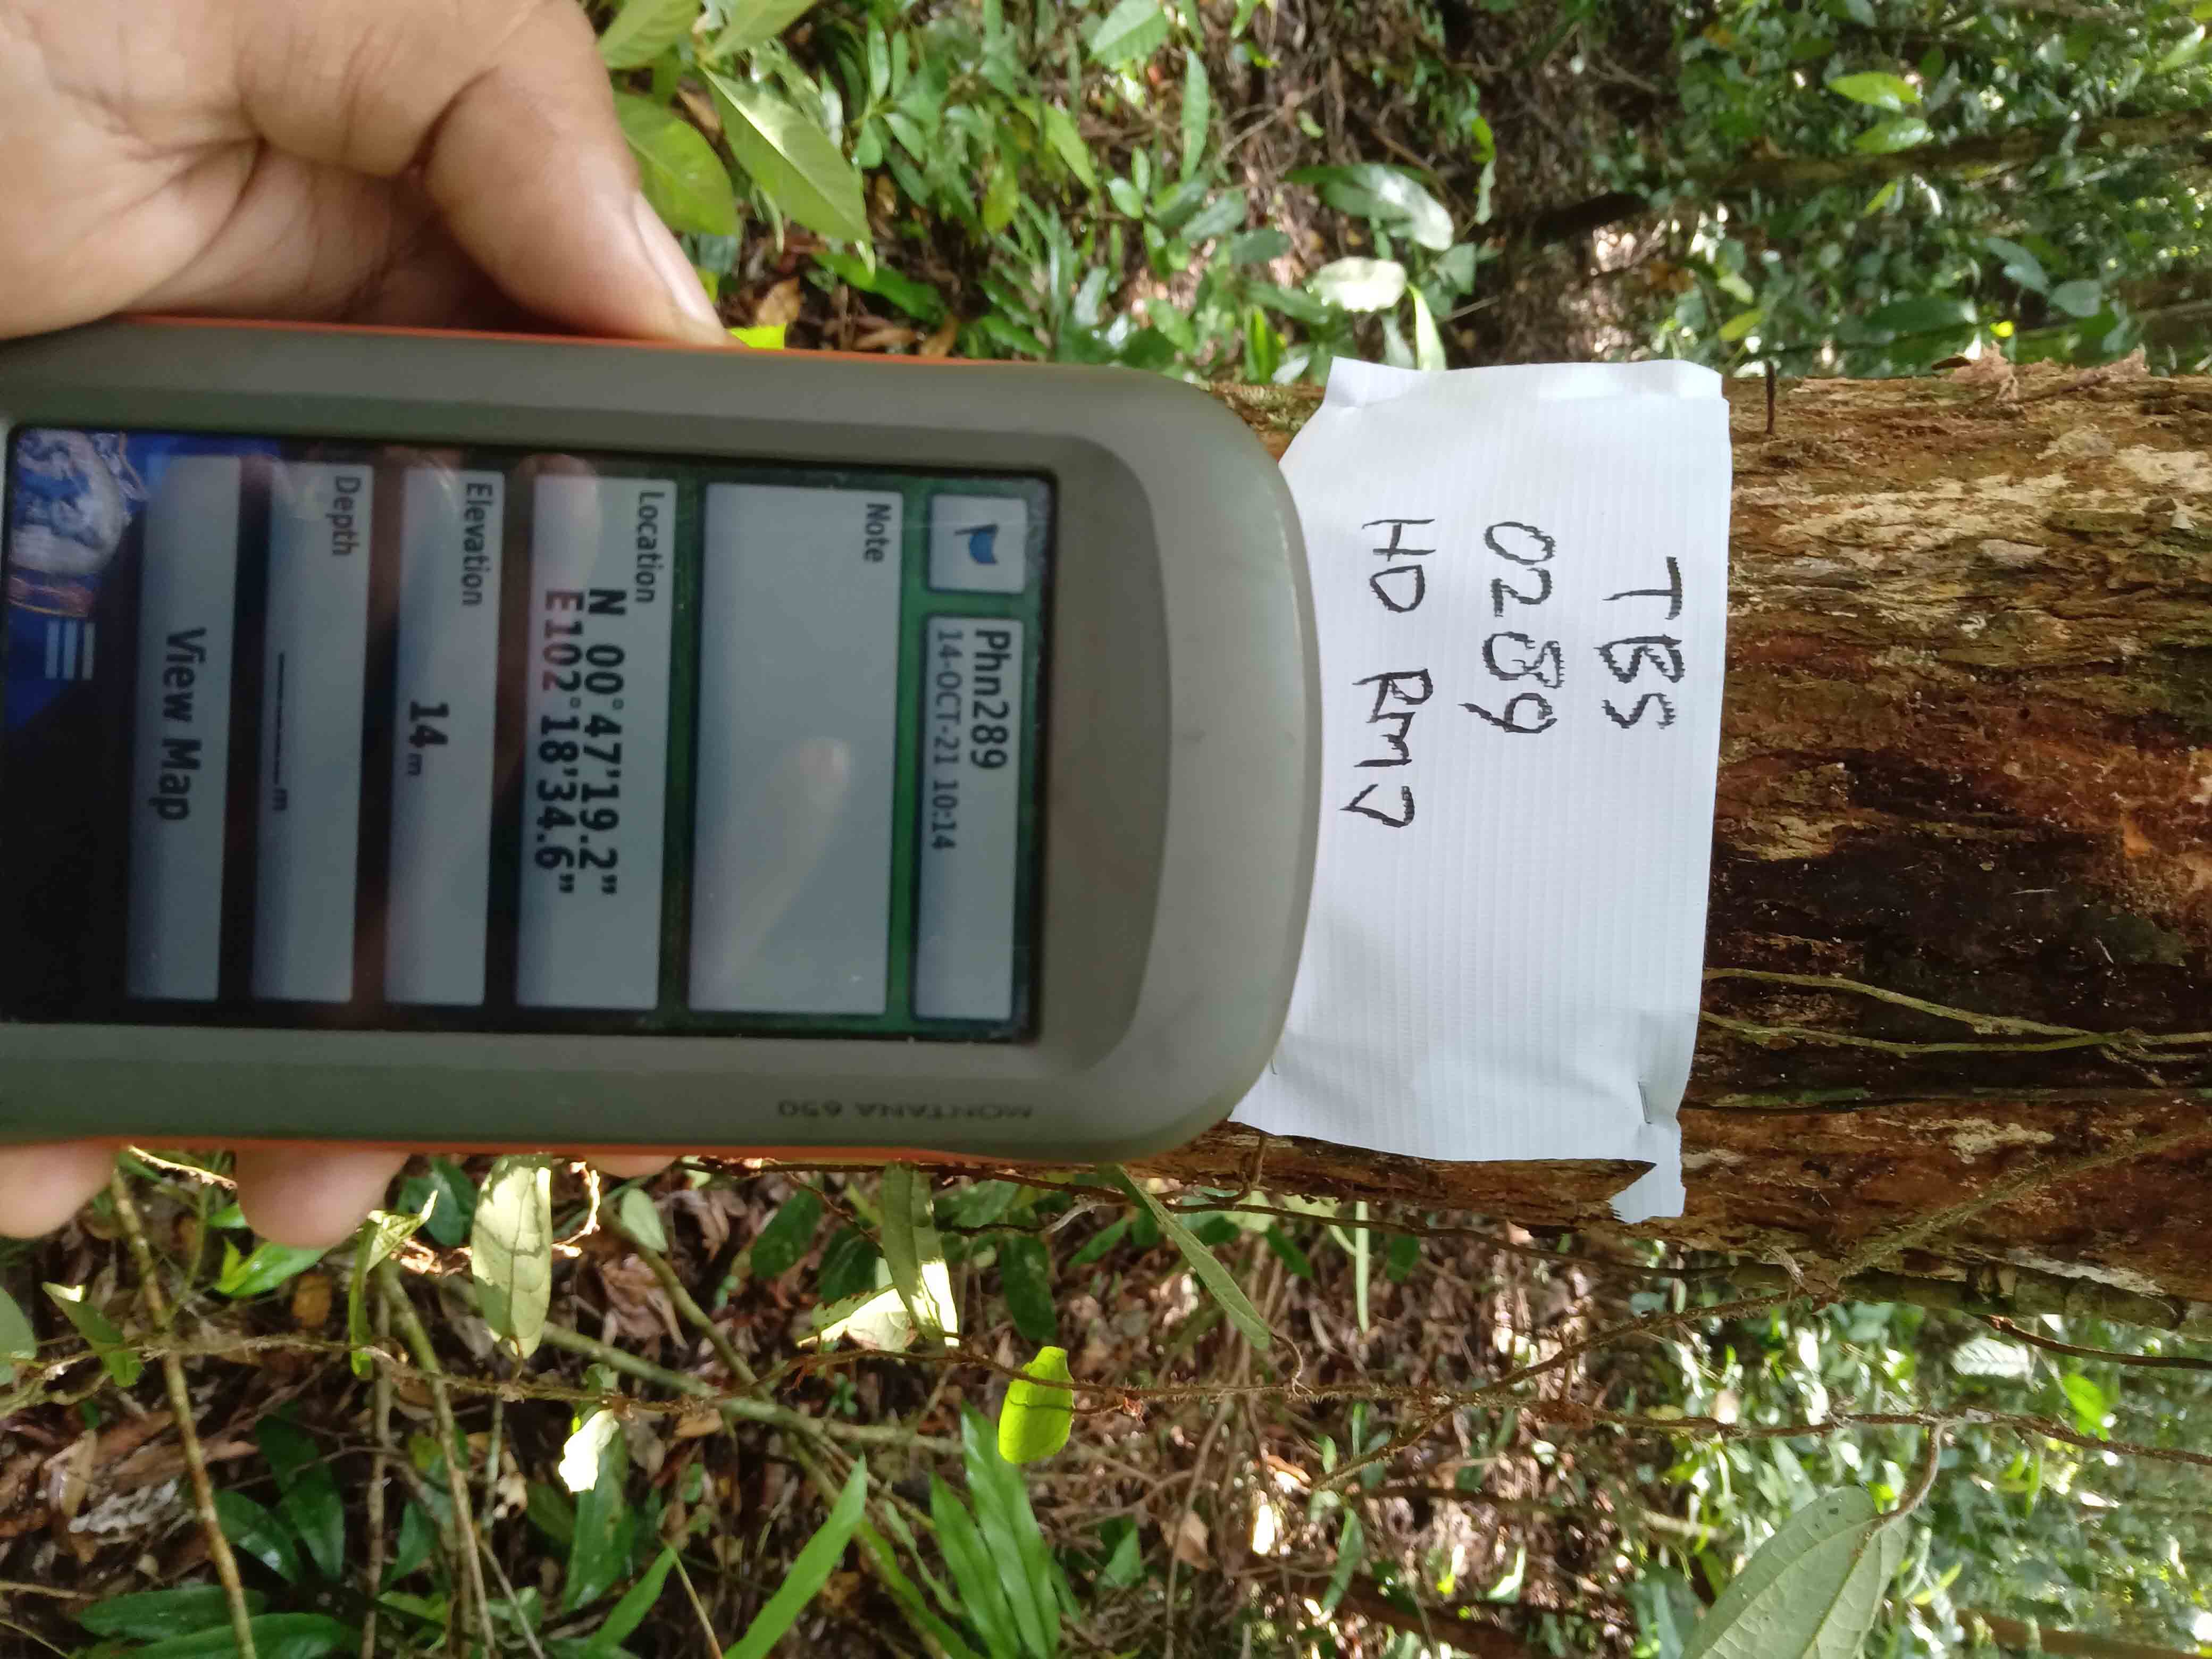 TBS
0289
HD RMJ
MONTANA 650
Phn289
14-OCT-21 10:14
Note
Location
N 00°47'19.2"
E102°18'34.6"
Elevation
14m
Depth
_____m
View Map